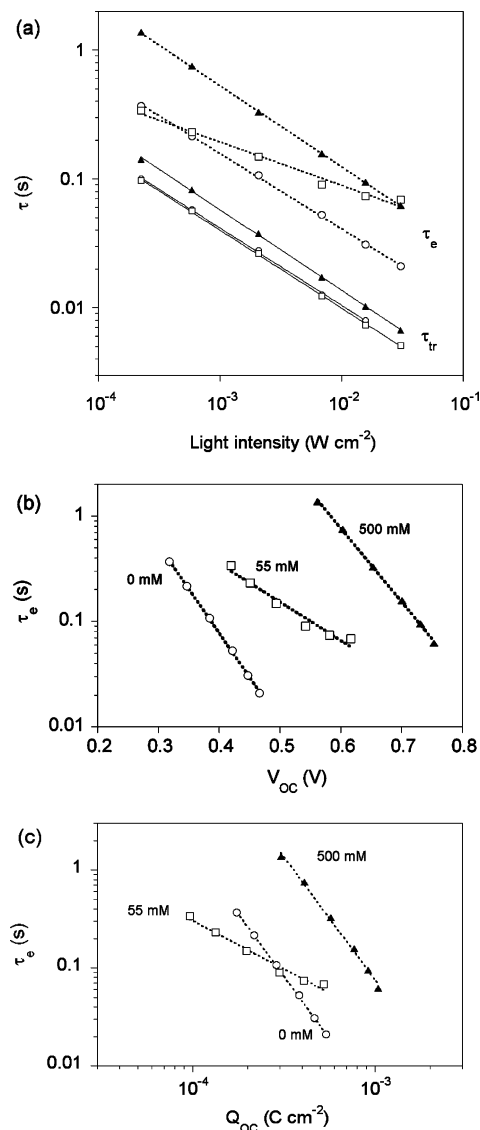 (a)
1
0.1
0.01
τ (s)
τe
τtr
10⁻⁴ 10⁻³ 10⁻² 10⁻¹
Light intensity (W cm⁻²)
(b)
1
0.1
0.01
τe (s)
0 mM
55 mM
500 mM
0.2 0.3 0.4 0.5 0.6 0.7 0.8
VOC (V)
(c)
1
0.1
0.01
τe (s)
500 mM
55 mM
0 mM
10⁻⁴ 10⁻³
QOC (C cm⁻²)